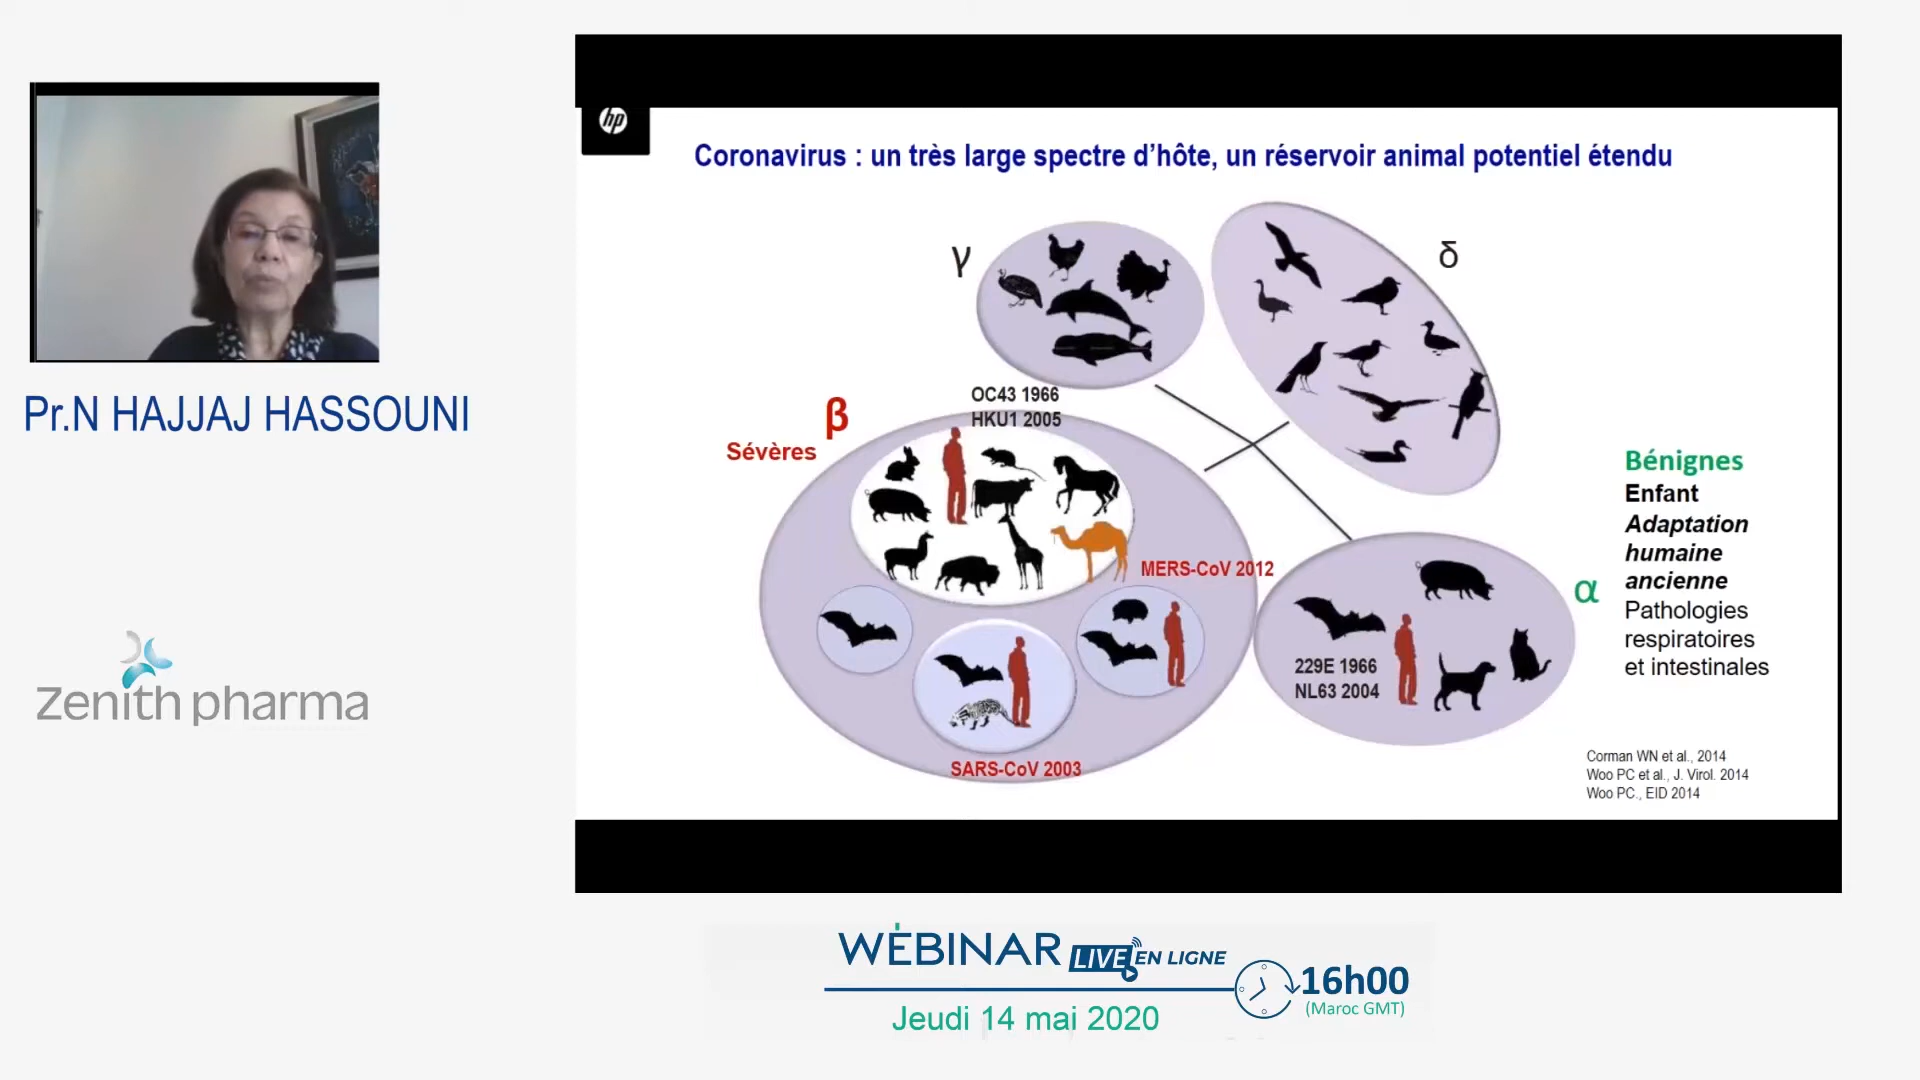 Pr.N HAJJAJ HASSOUNI
zenith pharma
hp
Coronavirus : un très large spectre d’hôte, un réservoir animal potentiel étendu
γ
δ
OC43 1966
HKU1 2005
β
Sévères
MERS-CoV 2012
SARS-CoV 2003
229E 1966
NL63 2004
α
Bénignes
Enfant
Adaptation
humaine
ancienne
Pathologies
respiratoires
et intestinales
Corman WN et al., 2014
Woo PC et al., J. Virol. 2014
Woo PC., EID 2014
WEBINAR LIVE EN LIGNE
16h00
(Maroc GMT)
Jeudi 14 mai 2020